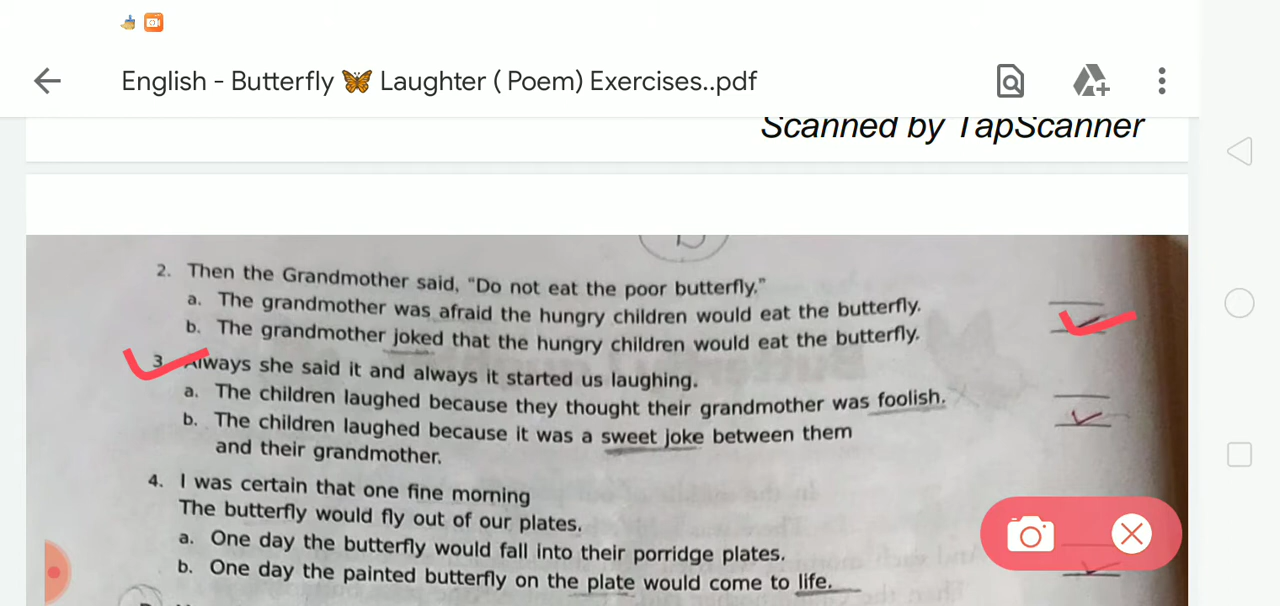 English - Butterfly 🦋 Laughter ( Poem) Exercises..pdf
Scanned by TapScanner
2. Then the Grandmother said, “Do not eat the poor butterfly.”
a. The grandmother was afraid the hungry children would eat the butterfly.
b. The grandmother joked that the hungry children would eat the butterfly.
3. Always she said it and always it started us laughing.
a. The children laughed because they thought their grandmother was foolish.
b. The children laughed because it was a sweet joke between them
and their grandmother.
4. I was certain that one fine morning
The butterfly would fly out of our plates.
a. One day the butterfly would fall into their porridge plates.
b. One day the painted butterfly on the plate would come to life.